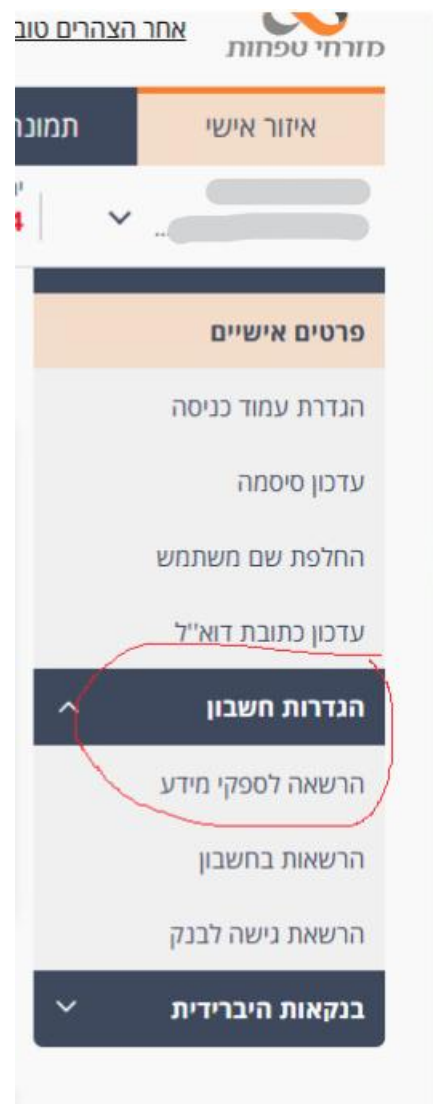 אחר הצהרים טוב
מזרחי טפחות
איזור אישי
פרטים אישיים
הגדרת עמוד כניסה
עדכון סיסמה
החלפת שם משתמש
עדכון כתובת דוא''ל
הגדרות חשבון
הרשאה לספקי מידע
הרשאות בחשבון
הרשאת גישה לבנק
בנקאות היברידית